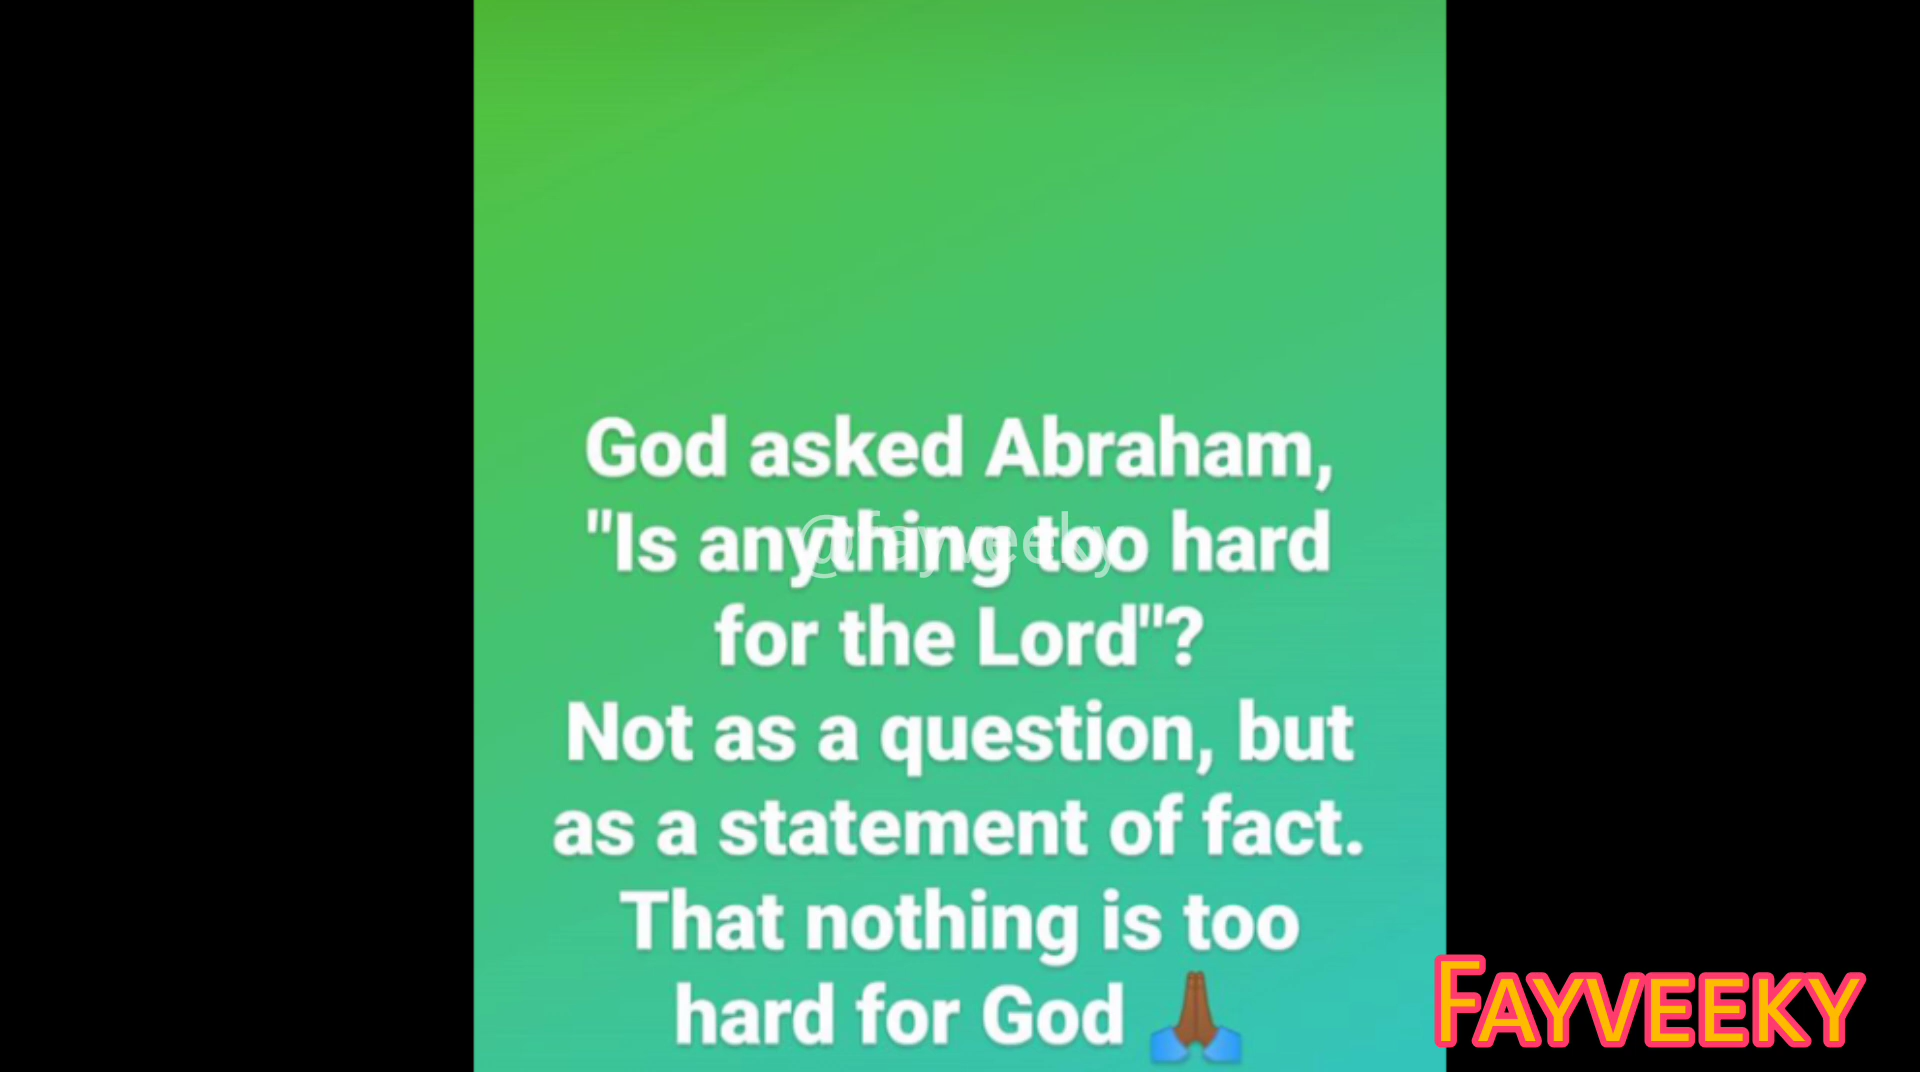 God asked Abraham,
"Is anything too hard
@fayveeky
for the Lord"?
Not as a question, but
as a statement of fact.
That nothing is too
hard for God 🙏🏾
FAYVEEKY